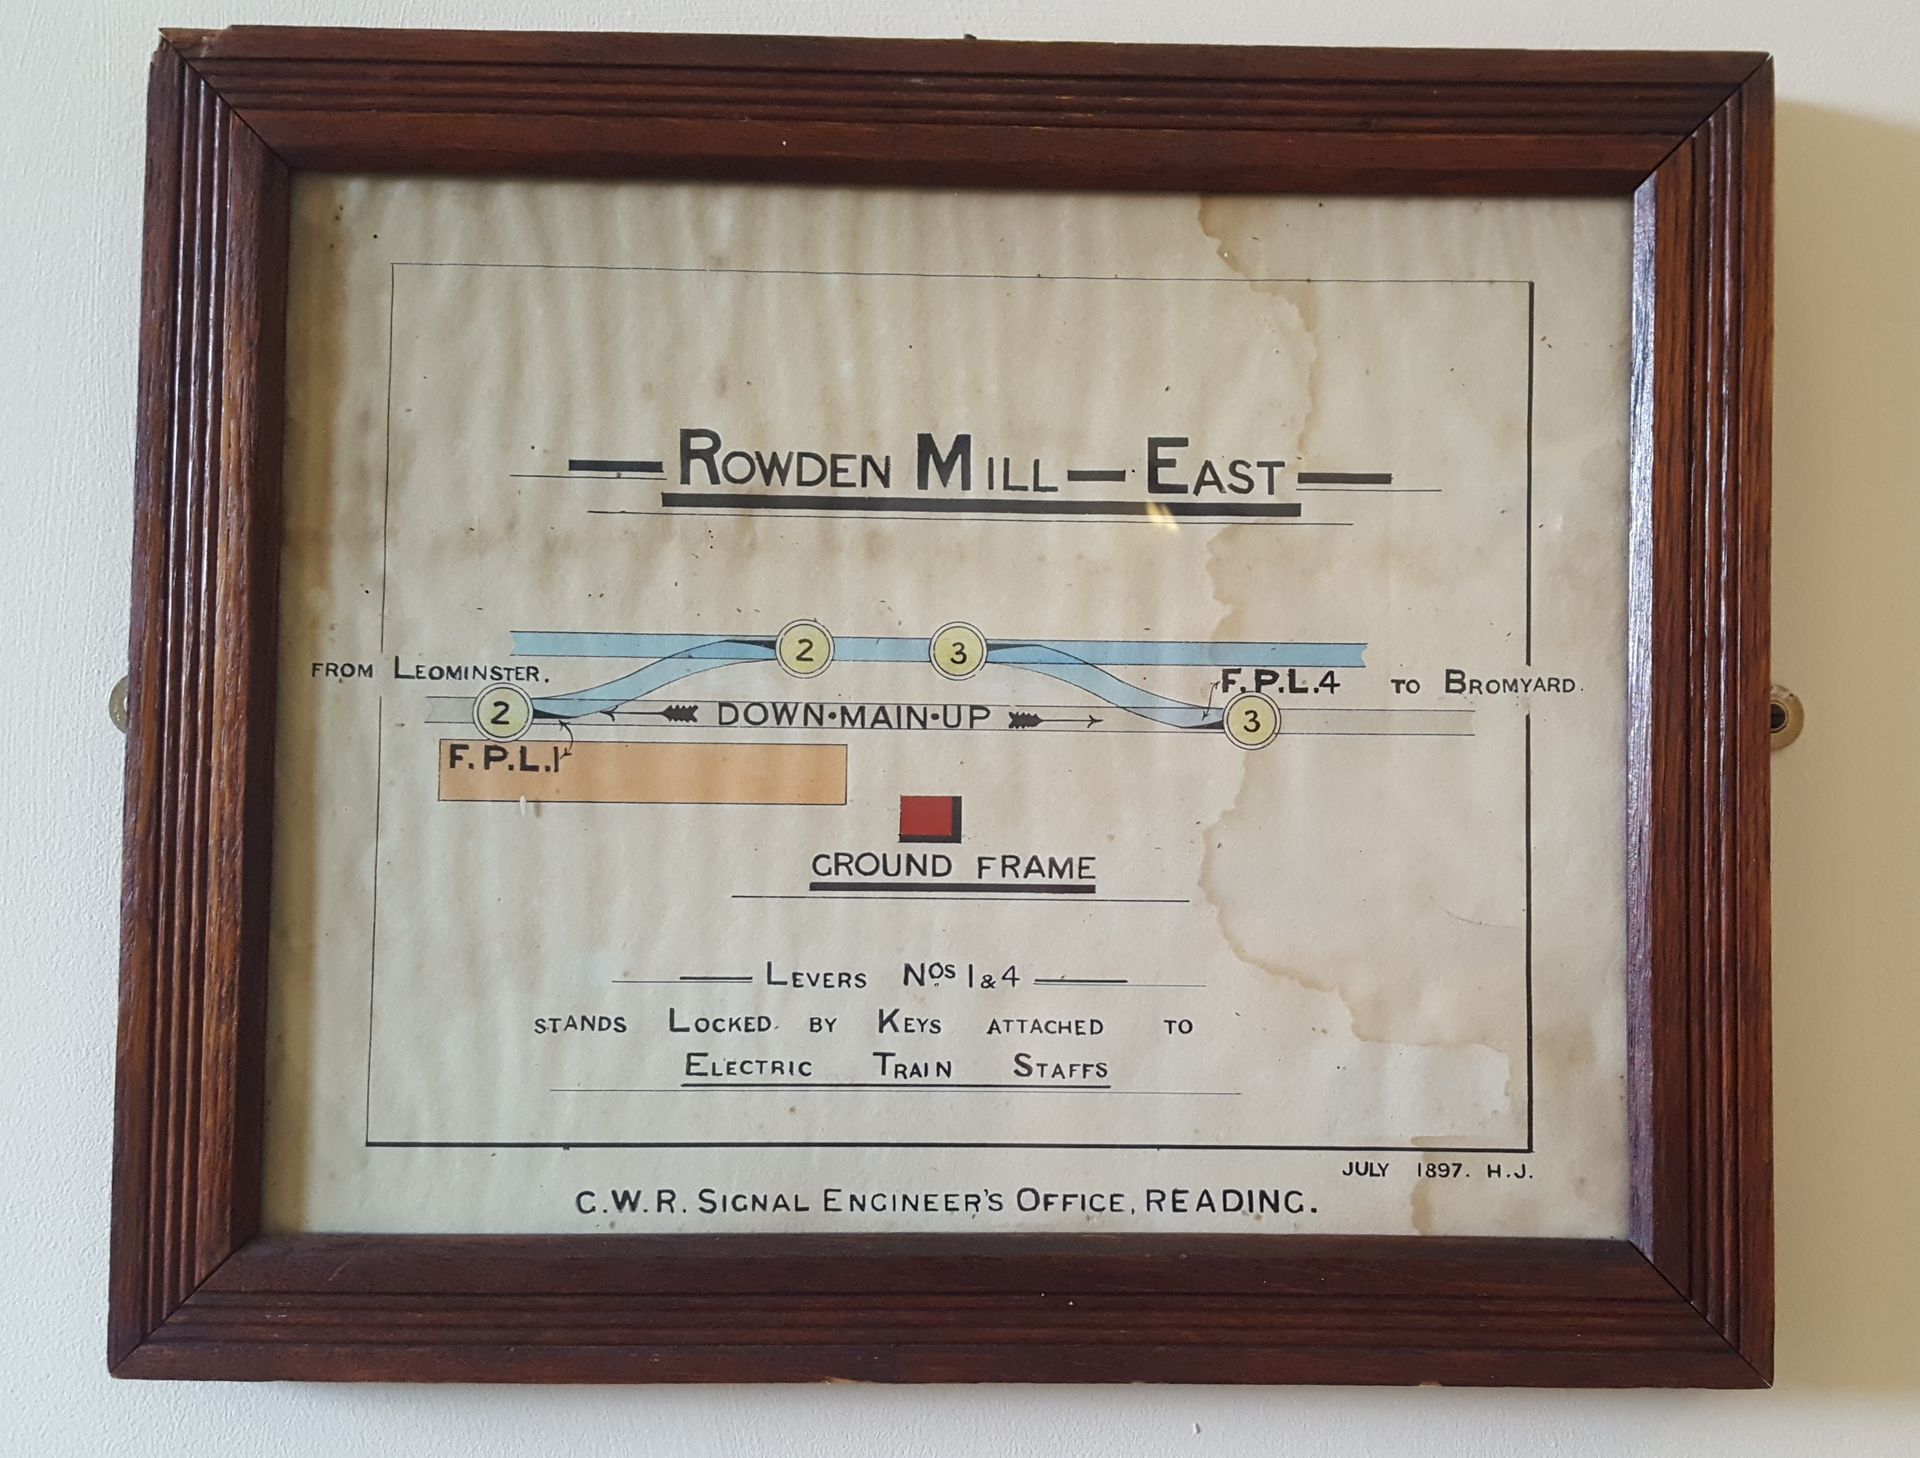 ROWDEN MILL — EAST
2 3
FROM LEOMINSTER.
F.P.L.4 TO BROMYARD.
2 DOWN·MAIN·UP 3
F.P.L.1
GROUND FRAME
LEVERS Nos 1 & 4
STANDS LOCKED BY KEYS ATTACHED TO
ELECTRIC TRAIN STAFFS
JULY 1897. H.J.
G.W.R. SIGNAL ENGINEER'S OFFICE, READING.